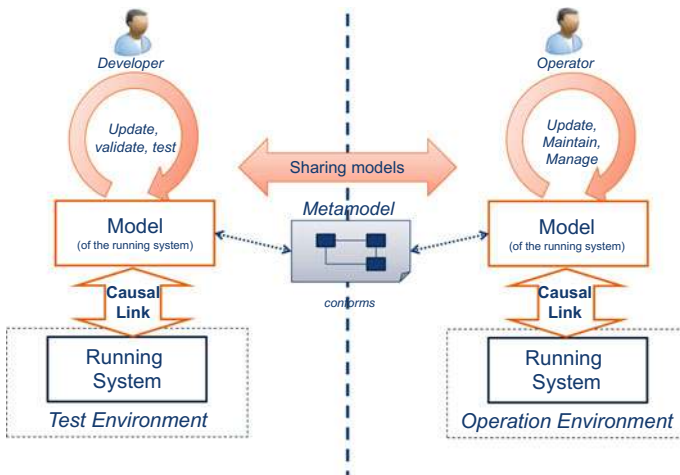 Developer
Operator
Update,
validate, test
Update,
Maintain,
Manage
Sharing models
Metamodel
Model
(of the running system)
Model
(of the running system)
conforms
Causal
Link
Causal
Link
Running
System
Running
System
Test Environment
Operation Environment